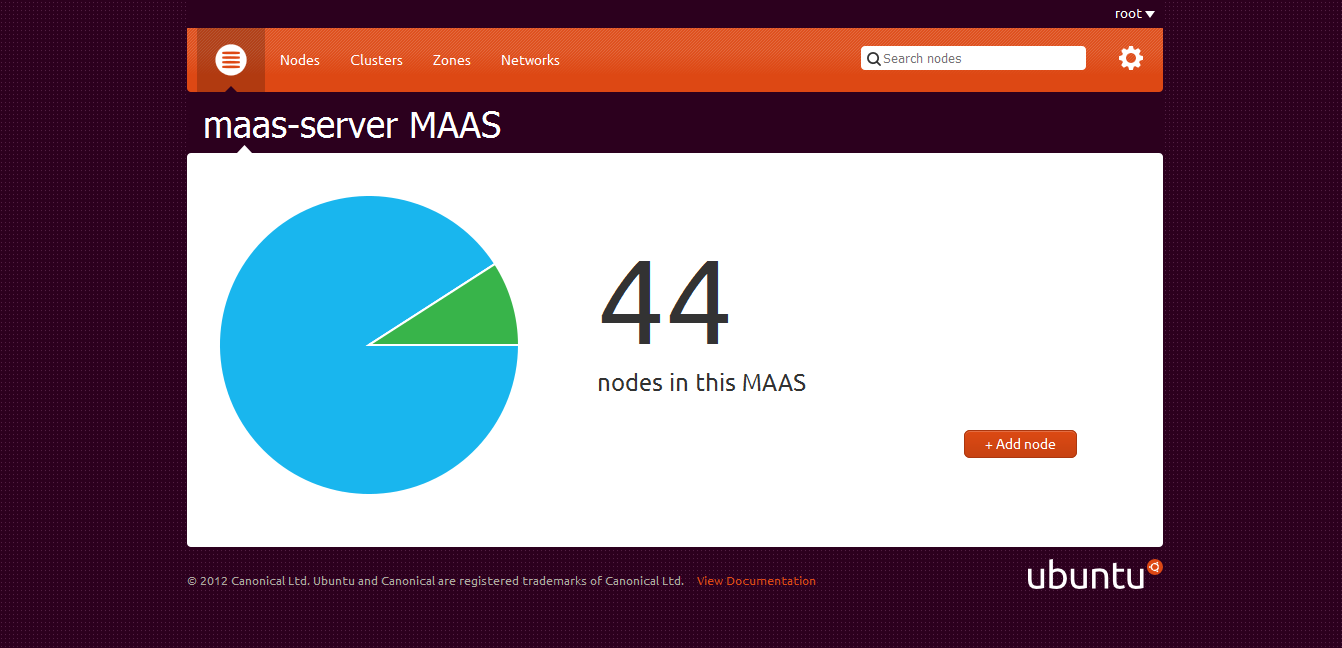 root
Nodes Clusters Zones Networks Search nodes
maas-server MAAS
44
nodes in this MAAS
+ Add node
© 2012 Canonical Ltd. Ubuntu and Canonical are registered trademarks of Canonical Ltd. View Documentation
ubuntu